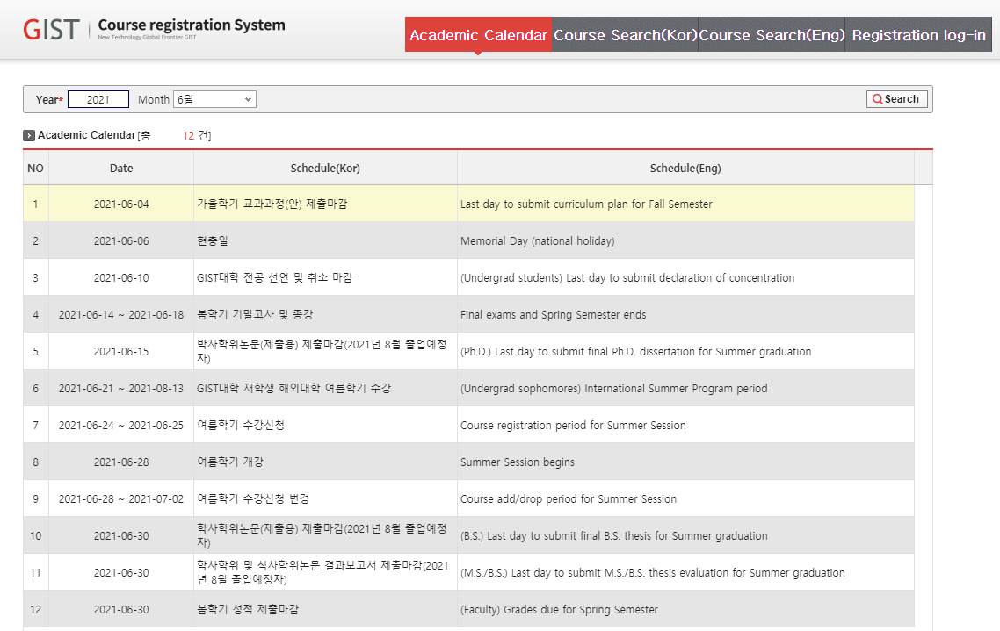 GIST Course registration System
New Technology Global Frontier GIST
Academic Calendar Course Search(Kor) Course Search(Eng) Registration log-in
Year* 2021 Month 6월 Search
Academic Calendar[총 12 건]
NO Date Schedule(Kor) Schedule(Eng)
1 2021-06-04 가을학기 교과과정(안) 제출마감 Last day to submit curriculum plan for Fall Semester
2 2021-06-06 현충일 Memorial Day (national holiday)
3 2021-06-10 GIST대학 전공 선언 및 취소 마감 (Undergrad students) Last day to submit declaration of concentration
4 2021-06-14 ~ 2021-06-18 봄학기 기말고사 및 종강 Final exams and Spring Semester ends
5 2021-06-15 박사학위논문(제출용) 제출마감(2021년 8월 졸업예정
자) (Ph.D.) Last day to submit final Ph.D. dissertation for Summer graduation
6 2021-06-21 ~ 2021-08-13 GIST대학 재학생 해외대학 여름학기 수강 (Undergrad sophomores) International Summer Program period
7 2021-06-24 ~ 2021-06-25 여름학기 수강신청 Course registration period for Summer Session
8 2021-06-28 여름학기 개강 Summer Session begins
9 2021-06-28 ~ 2021-07-02 여름학기 수강신청 변경 Course add/drop period for Summer Session
10 2021-06-30 학사학위논문(제출용) 제출마감(2021년 8월 졸업예정
자) (B.S.) Last day to submit final B.S. thesis for Summer graduation
11 2021-06-30 학사학위 및 석사학위논문 결과보고서 제출마감(2021
년 8월 졸업예정자) (M.S./B.S.) Last day to submit M.S./B.S. thesis evaluation for Summer graduation
12 2021-06-30 봄학기 성적 제출마감 (Faculty) Grades due for Spring Semester